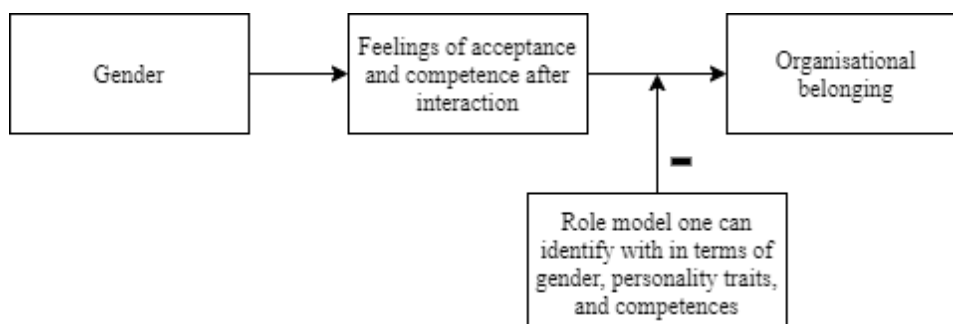 Gender
Feelings of acceptance
and competence after
interaction
Organisational
belonging
-
Role model one can
identify with in terms of
gender, personality traits,
and competences